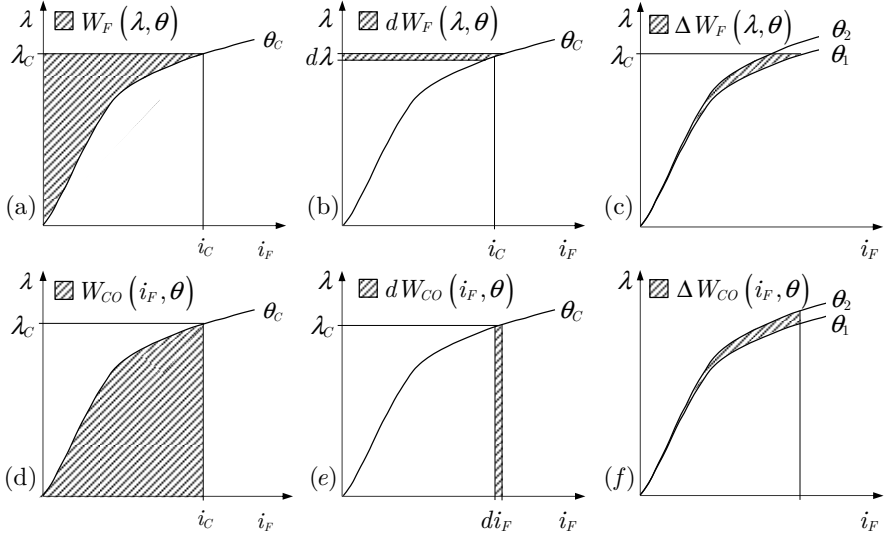 λ W_F (λ, θ)
λ_C θ_C
(a)
i_C i_F
λ dW_F (λ, θ)
dλ θ_C
(b)
i_C i_F
λ ΔW_F (λ, θ)
λ_C θ_2
θ_1
(c)
i_F
λ W_CO (i_F, θ)
λ_C θ_C
(d)
i_C i_F
λ dW_CO (i_F, θ)
λ_C θ_C
(e)
di_F i_F
λ ΔW_CO (i_F, θ)
θ_2
θ_1
(f)
i_F